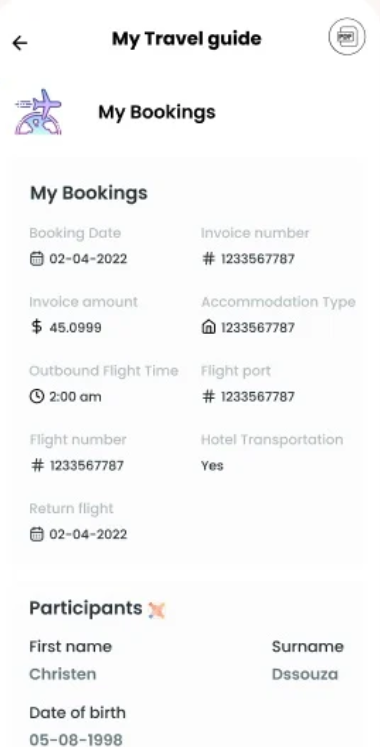 My Travel guide
PDF
My Bookings
My Bookings
Booking Date Invoice number
02-04-2022 # 1233567787
Invoice amount Accommodation Type
$ 45.0999 1233567787
Outbound Flight Time Flight port
2:00 am # 1233567787
Flight number Hotel Transportation
# 1233567787 Yes
Return flight
02-04-2022
Participants
First name Surname
Christen Dssouza
Date of birth
05-08-1998